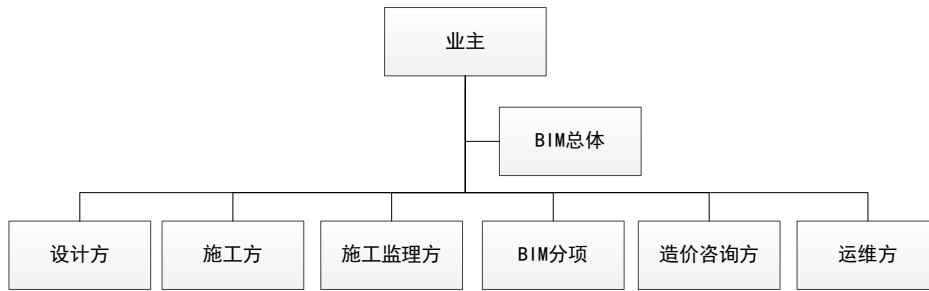 业主
BIM总体
设计方
施工方
施工监理方
BIM分项
造价咨询方
运维方